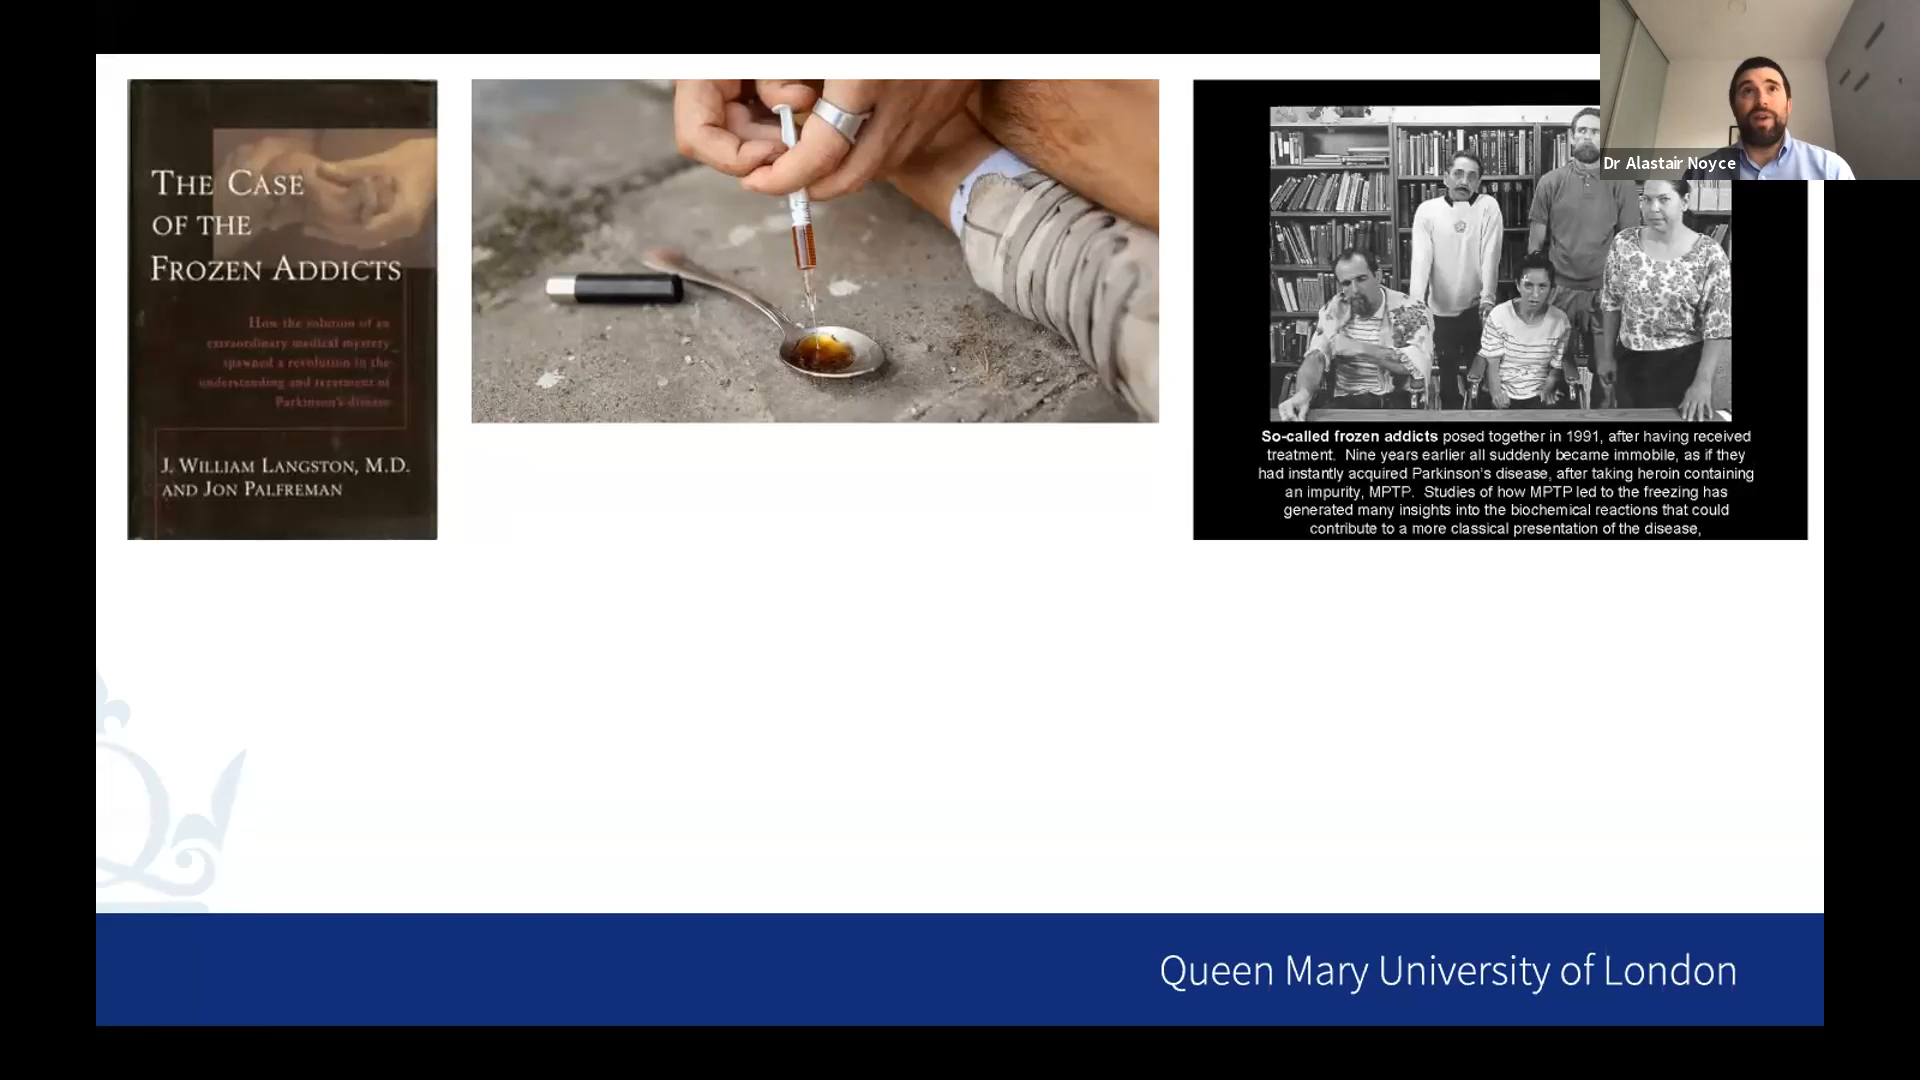 THE CASE
OF THE
FROZEN ADDICTS
How the solution of an
extraordinary medical mystery
spawned a revolution in the
understanding and treatment of
Parkinson's disease
J. WILLIAM LANGSTON, M.D.
AND JON PALFREMAN
Dr Alastair Noyce
So-called frozen addicts posed together in 1991, after having received
treatment. Nine years earlier all suddenly became immobile, as if they
had instantly acquired Parkinson's disease, after taking heroin containing
an impurity, MPTP. Studies of how MPTP led to the freezing has
generated many insights into the biochemical reactions that could
contribute to a more classical presentation of the disease,
Queen Mary University of London